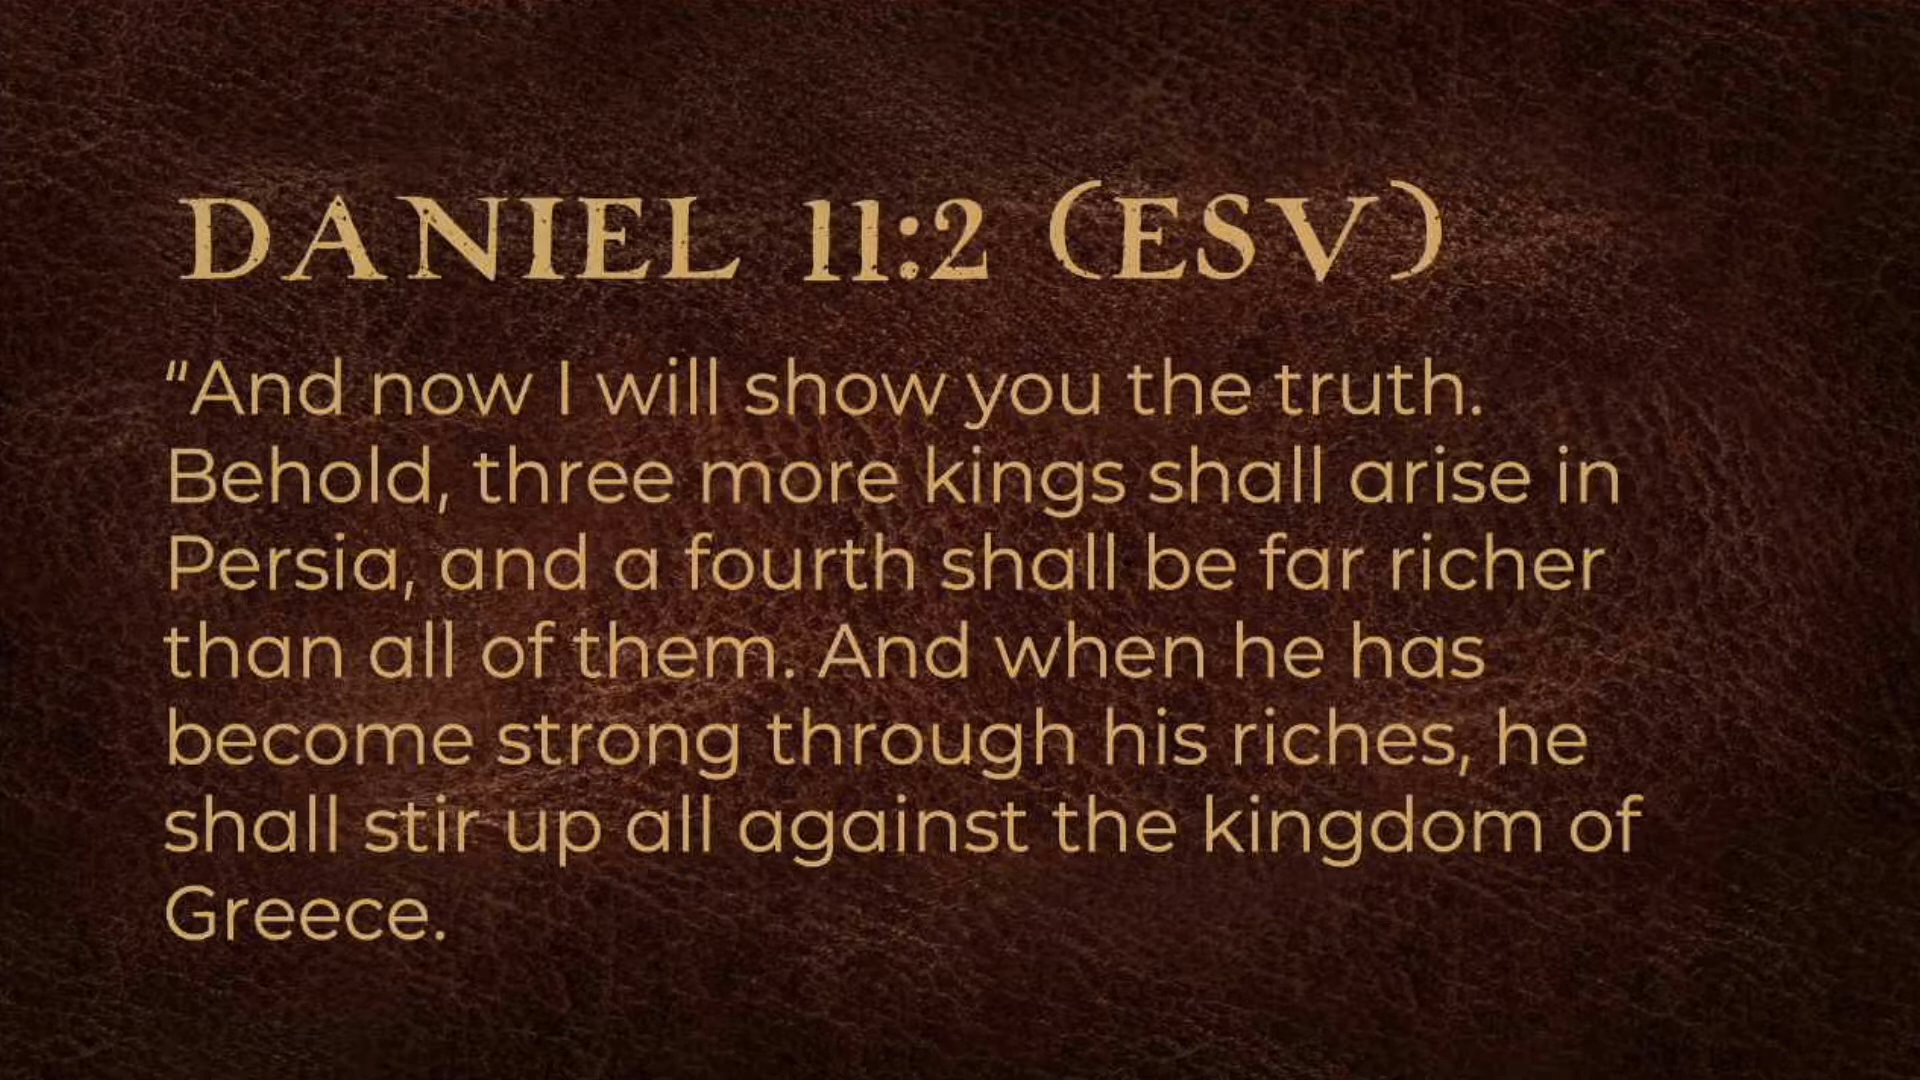 DANIEL 11:2 (ESV)
“And now I will show you the truth.
Behold, three more kings shall arise in
Persia, and a fourth shall be far richer
than all of them. And when he has
become strong through his riches, he
shall stir up all against the kingdom of
Greece.